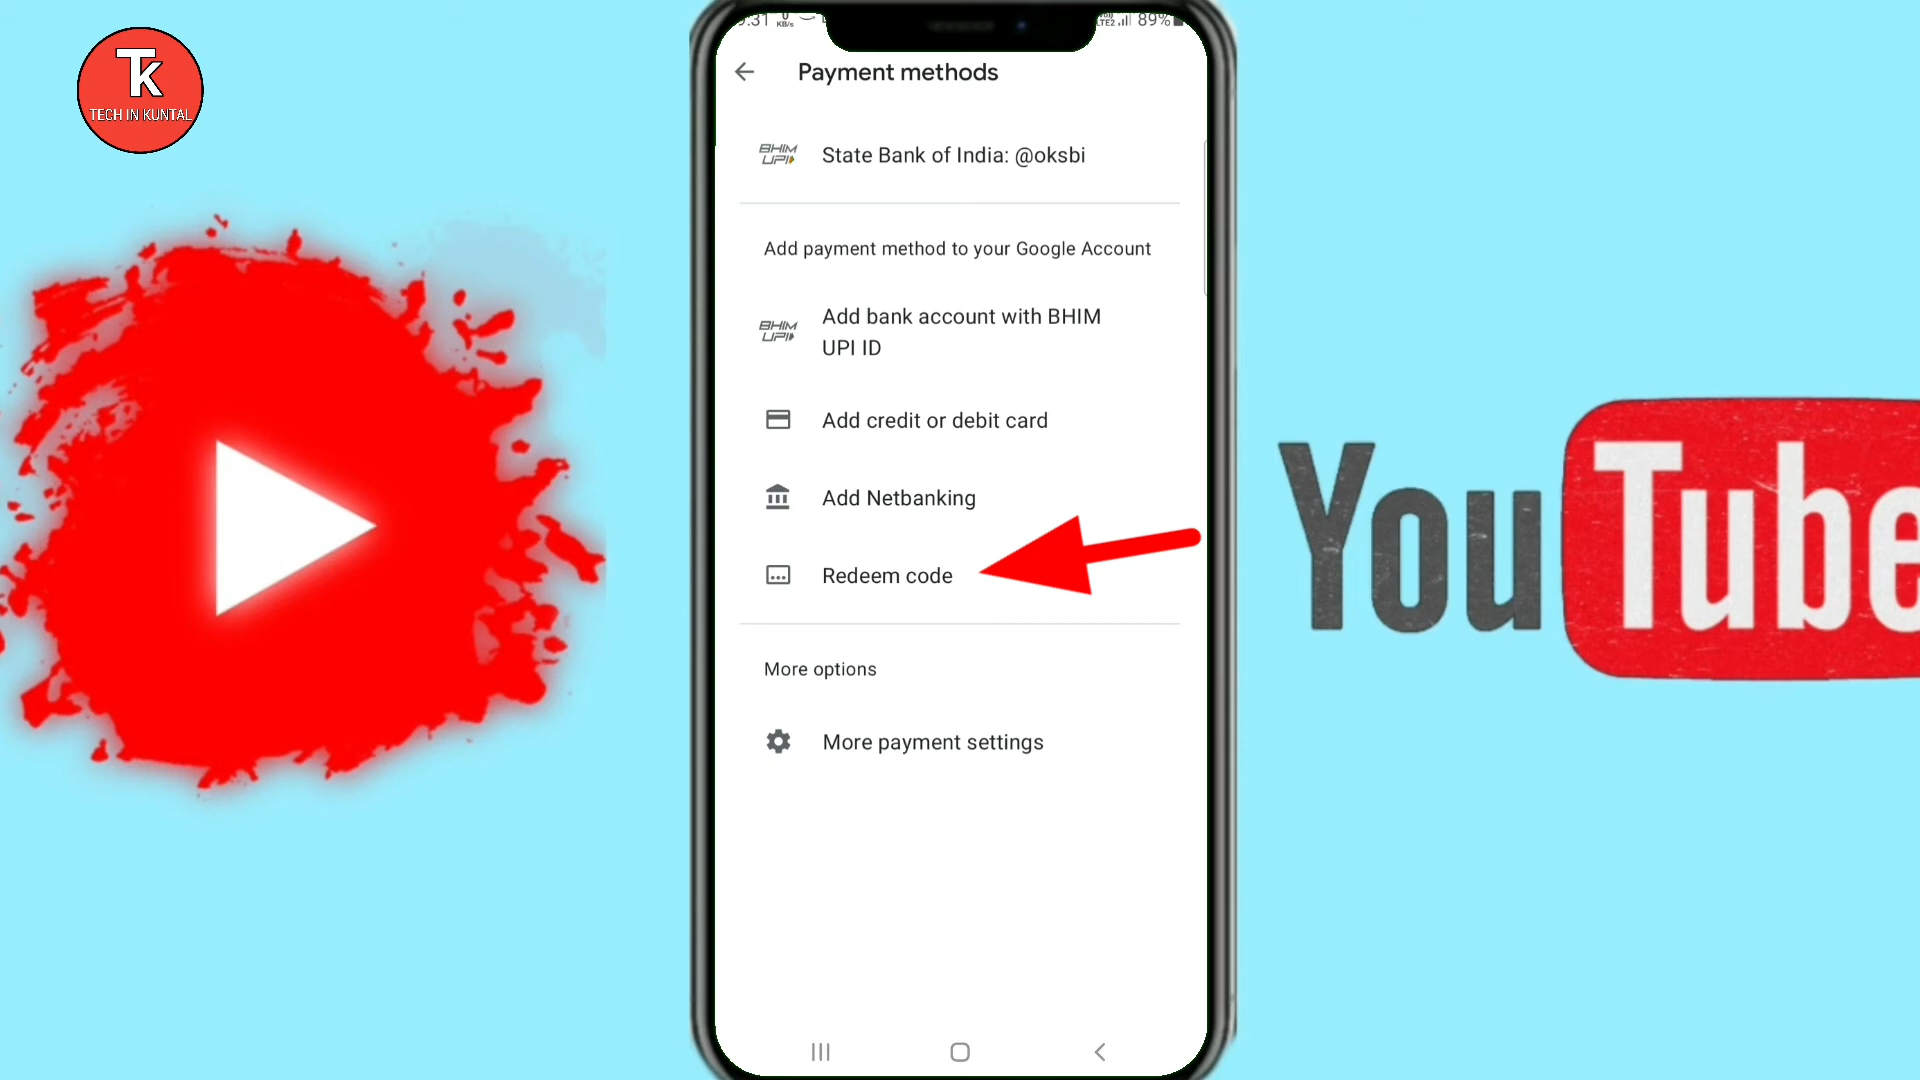 TK
TECH IN KUNTAL
89%
Payment methods
BHIM UPI
State Bank of India: @oksbi
Add payment method to your Google Account
BHIM UPI
Add bank account with BHIM
UPI ID
Add credit or debit card
Add Netbanking
Redeem code
More options
More payment settings
YouTube